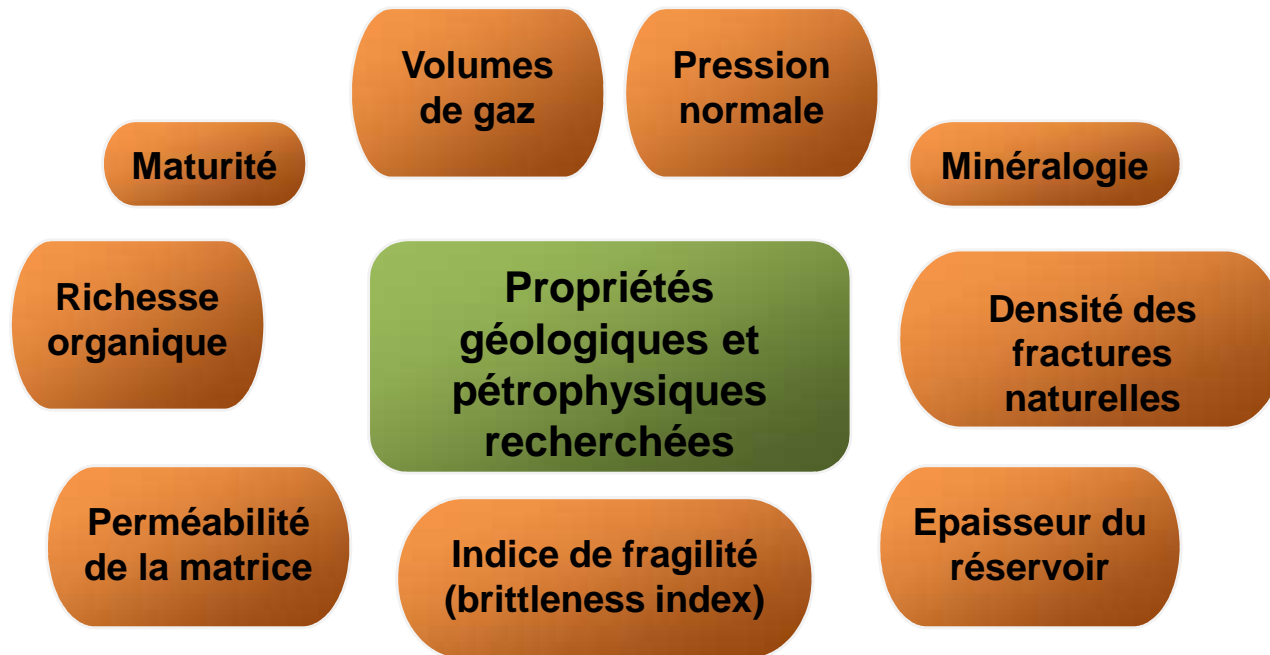 Volumes
de gaz
Pression
normale
Maturité
Minéralogie
Richesse
organique
Propriétés
géologiques et
pétrophysiques
recherchées
Densité des
fractures
naturelles
Perméabilité
de la matrice
Indice de fragilité
(brittleness index)
Epaisseur du
réservoir